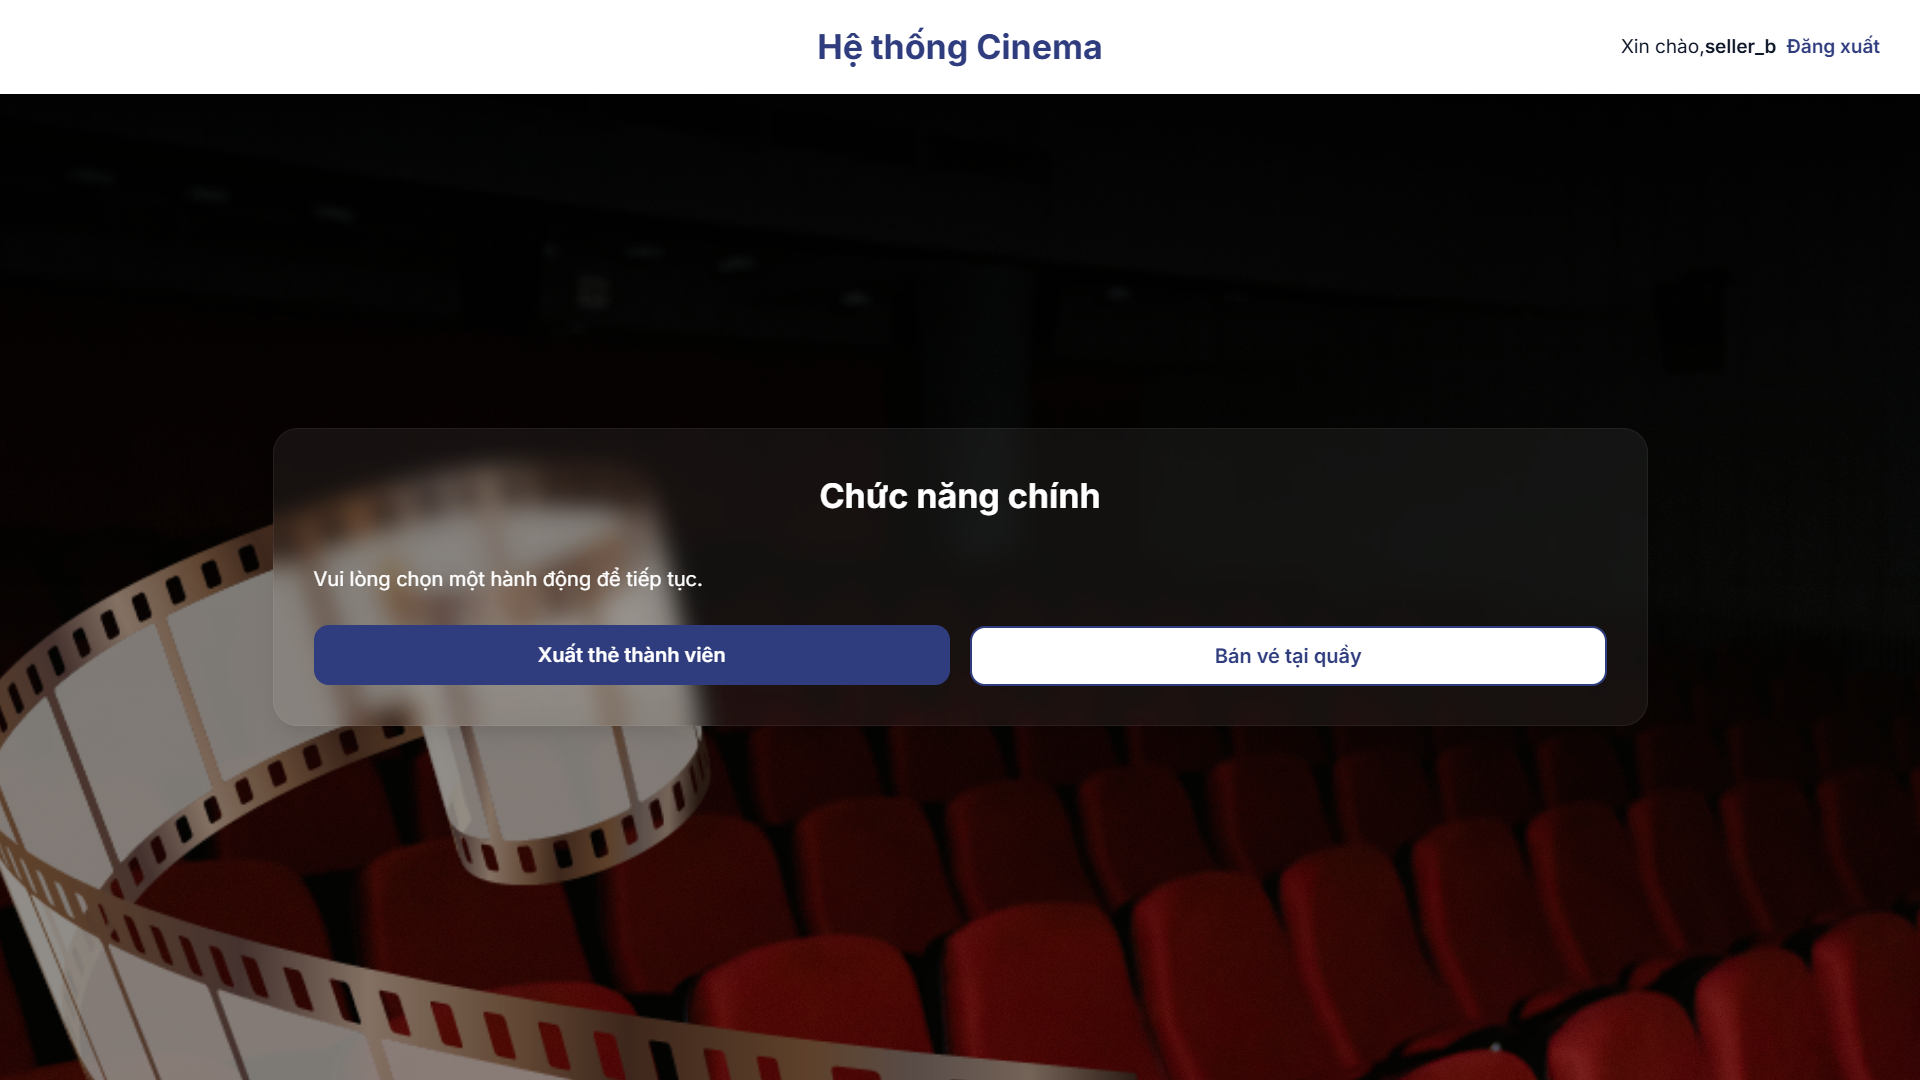 Hệ thống Cinema
Xin chào,seller_b Đăng xuất
Chức năng chính
Vui lòng chọn một hành động để tiếp tục.
Xuất thẻ thành viên
Bán vé tại quầy